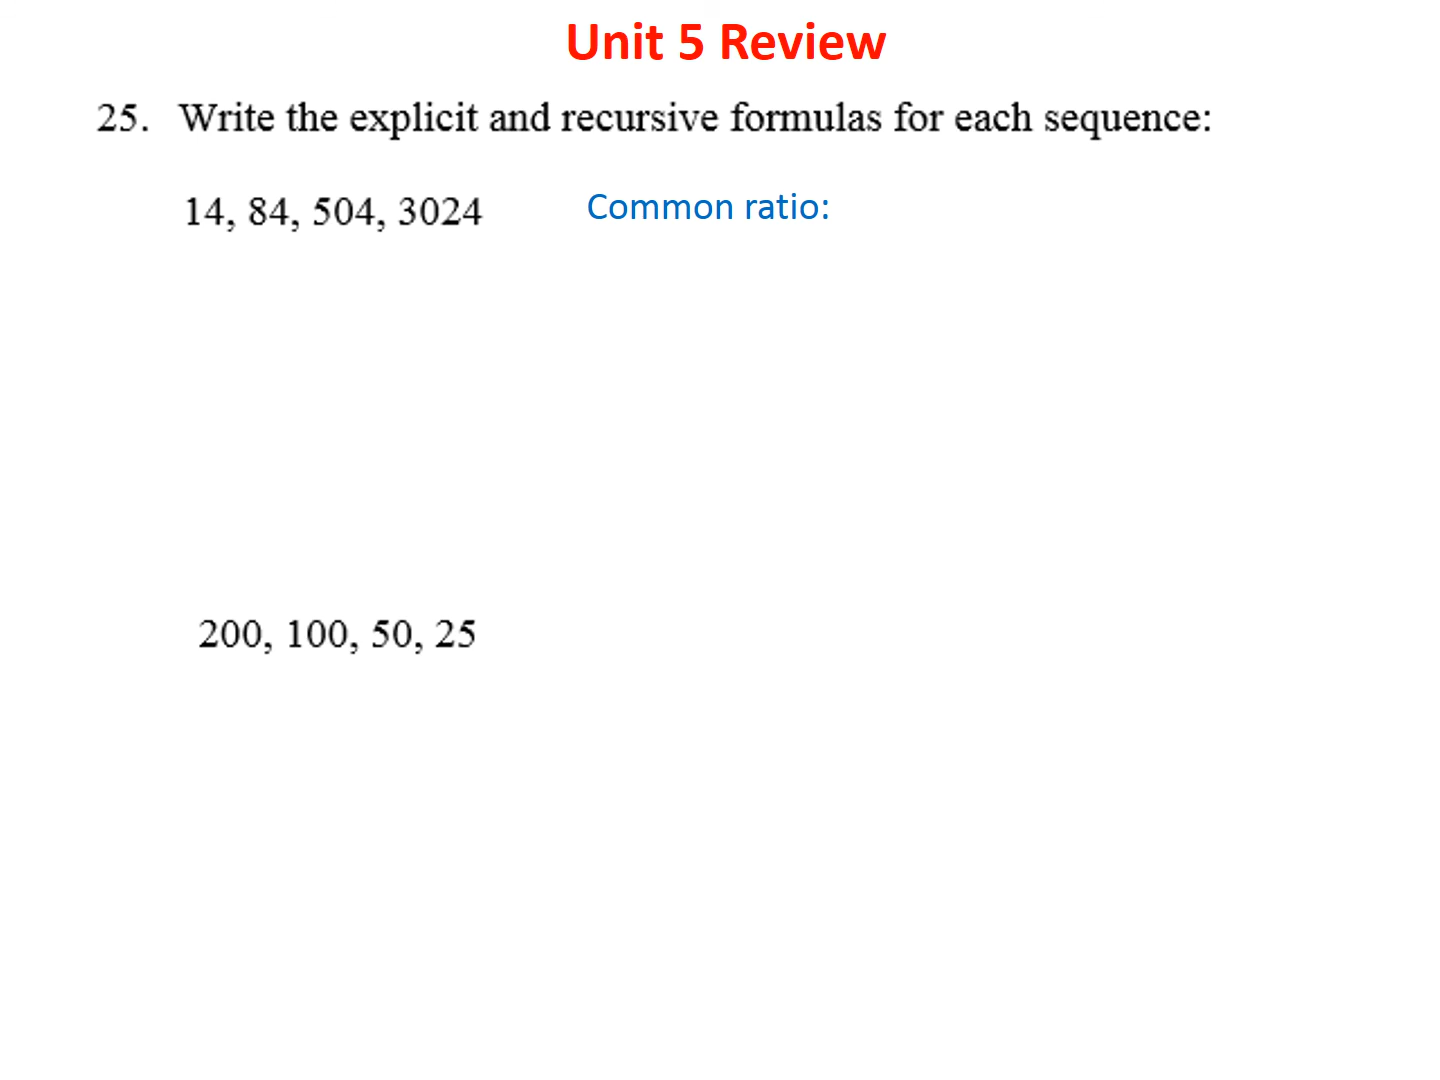 Unit 5 Review
25. Write the explicit and recursive formulas for each sequence:
14, 84, 504, 3024 Common ratio:
200, 100, 50, 25